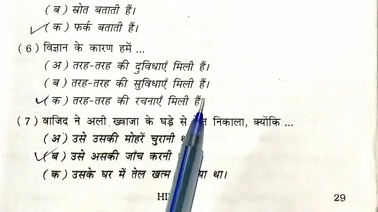 (ब) स्रोत बताती हैं।
(क) फर्क बताती हैं।
(6) विज्ञान के कारण हमें ...
(अ) तरह-तरह की दुविधाएँ मिली हैं।
(ब) तरह-तरह की सुविधाएँ मिली हैं।
(क) तरह-तरह की रचनाएँ मिली हैं
(7) वाजिद ने अली ख्वाजा के घड़े से निकाला, क्योंकि ...
(अ) उसे उसकी मोहरें चुरानी
(ब) उसे असकी जाँच करनी
(क) उसके घर में तेल खत्म था।
29